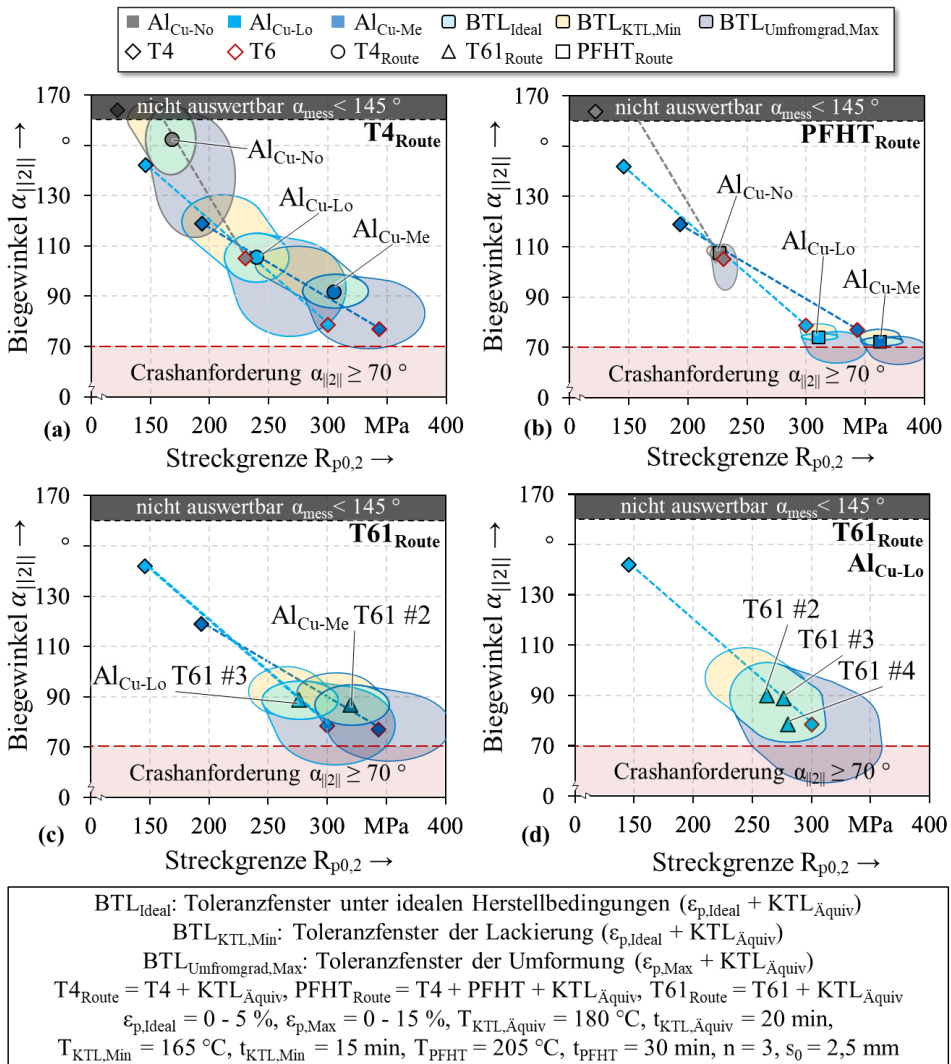 Al_Cu-No Al_Cu-Lo Al_Cu-Me BTL_Ideal BTL_KTL,Min BTL_Umfromgrad,Max
T4 T6 T4_Route T61_Route PFHT_Route
Biegewinkel α_||2|| →
°
170
130
110
90
70
0
nicht auswertbar α_mess< 145 °
T4_Route
Al_Cu-No
Al_Cu-Lo
Al_Cu-Me
Crashanforderung α_||2|| ≥ 70 °
(a)
0 150 200 240 300 MPa 400
Streckgrenze R_p0,2 →
Biegewinkel α_||2|| →
°
170
130
110
90
70
0
nicht auswertbar α_mess< 145 °
PFHT_Route
Al_Cu-No
Al_Cu-Lo
Al_Cu-Me
Crashanforderung α_||2|| ≥ 70 °
(b)
0 150 200 240 300 MPa 400
Streckgrenze R_p0,2 →
Biegewinkel α_||2|| →
°
170
130
110
90
70
0
nicht auswertbar α_mess< 145 °
T61_Route
Al_Cu-Me T61 #2
Al_Cu-Lo T61 #3
Crashanforderung α_||2|| ≥ 70 °
(c)
0 150 200 240 300 MPa 400
Streckgrenze R_p0,2 →
Biegewinkel α_||2|| →
°
170
130
110
90
70
0
nicht auswertbar α_mess< 145 °
T61_Route
Al_Cu-Lo
T61 #2
T61 #3
T61 #4
Crashanforderung α_||2|| ≥ 70 °
(d)
0 150 200 240 300 MPa 400
Streckgrenze R_p0,2 →
BTL_Ideal: Toleranzfenster unter idealen Herstellbedingungen (ε_p,Ideal + KTL_Äquiv)
BTL_KTL,Min: Toleranzfenster der Lackierung (ε_p,Ideal + KTL_Äquiv)
BTL_Umfromgrad,Max: Toleranzfenster der Umformung (ε_p,Max + KTL_Äquiv)
T4_Route = T4 + KTL_Äquiv, PFHT_Route = T4 + PFHT + KTL_Äquiv, T61_Route = T61 + KTL_Äquiv
ε_p,Ideal = 0 - 5 %, ε_p,Max = 0 - 15 %, T_KTL,Äquiv = 180 °C, t_KTL,Äquiv = 20 min,
T_KTL,Min = 165 °C, t_KTL,Min = 15 min, T_PFHT = 205 °C, t_PFHT = 30 min, n = 3, s_0 = 2,5 mm